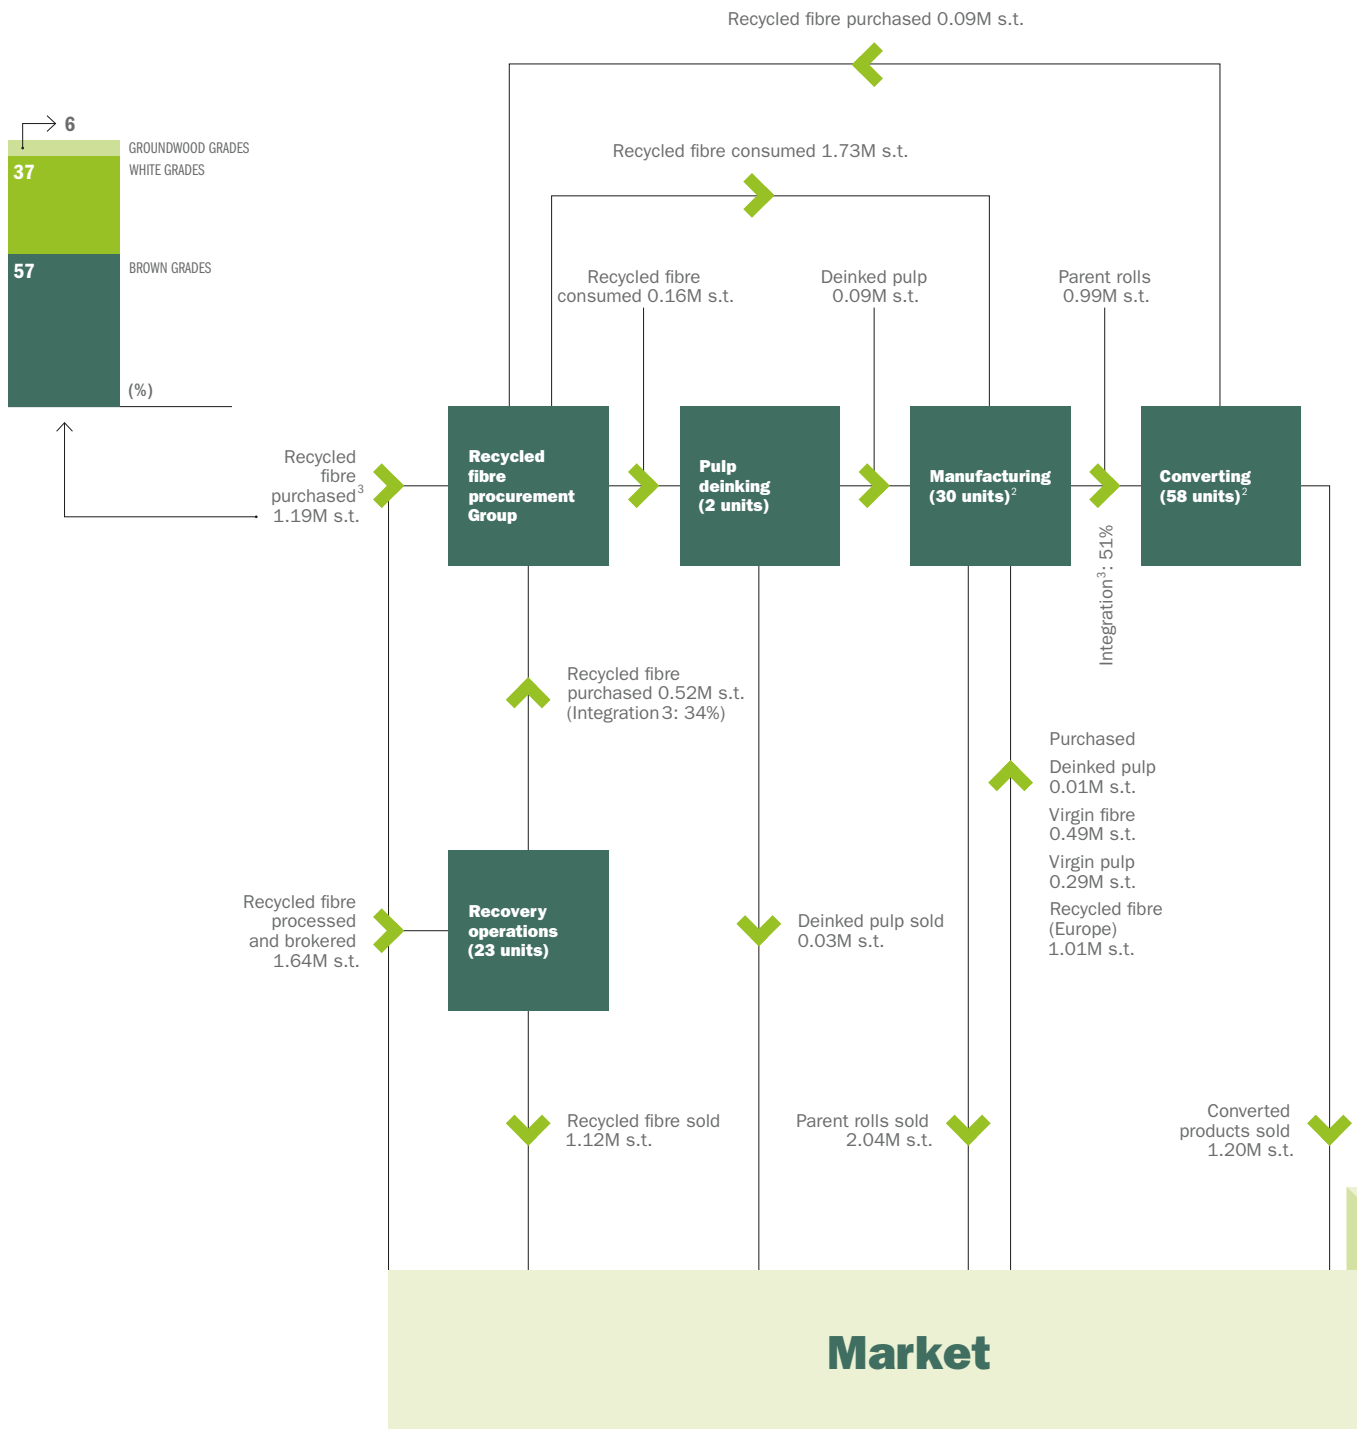 Recycled fibre purchased 0.09M s.t.
6
GROUNDWOOD GRADES
37
WHITE GRADES
57
BROWN GRADES
(%)
Recycled fibre consumed 1.73M s.t.
Recycled fibre
consumed 0.16M s.t.
Deinked pulp
0.09M s.t.
Parent rolls
0.99M s.t.
Recycled
fibre
purchased3
1.19M s.t.
Recycled
fibre
procurement
Group
Pulp
deinking
(2 units)
Manufacturing
(30 units)2
Converting
(58 units)2
Integration3: 51%
Recycled fibre
purchased 0.52M s.t.
(Integration3: 34%)
Purchased
Deinked pulp
0.01M s.t.
Virgin fibre
0.49M s.t.
Virgin pulp
0.29M s.t.
Recycled fibre
(Europe)
1.01M s.t.
Recycled fibre
processed
and brokered
1.64M s.t.
Recovery
operations
(23 units)
Deinked pulp sold
0.03M s.t.
Recycled fibre sold
1.12M s.t.
Parent rolls sold
2.04M s.t.
Converted
products sold
1.20M s.t.
Market